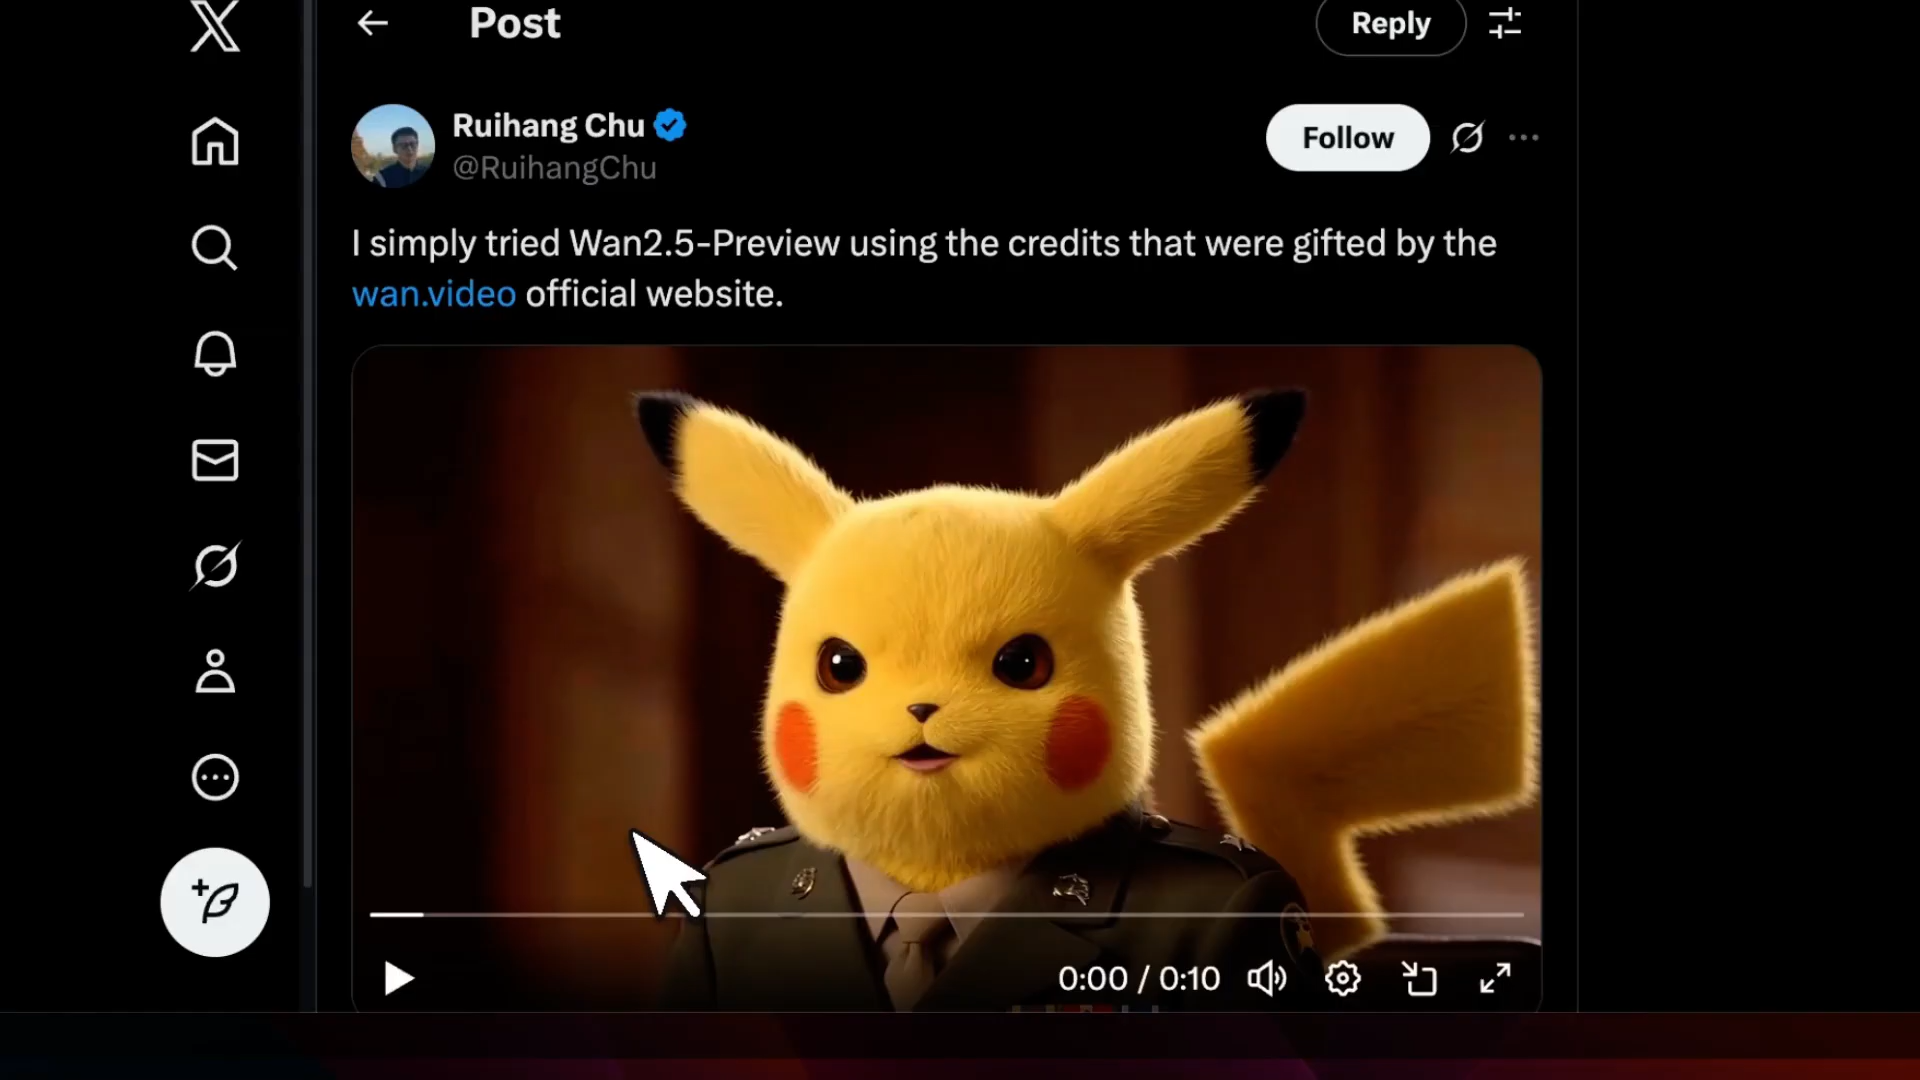 Post
Reply
Ruihang Chu
@RuihangChu
Follow
I simply tried Wan2.5-Preview using the credits that were gifted by the
wan.video official website.
0:00 / 0:10